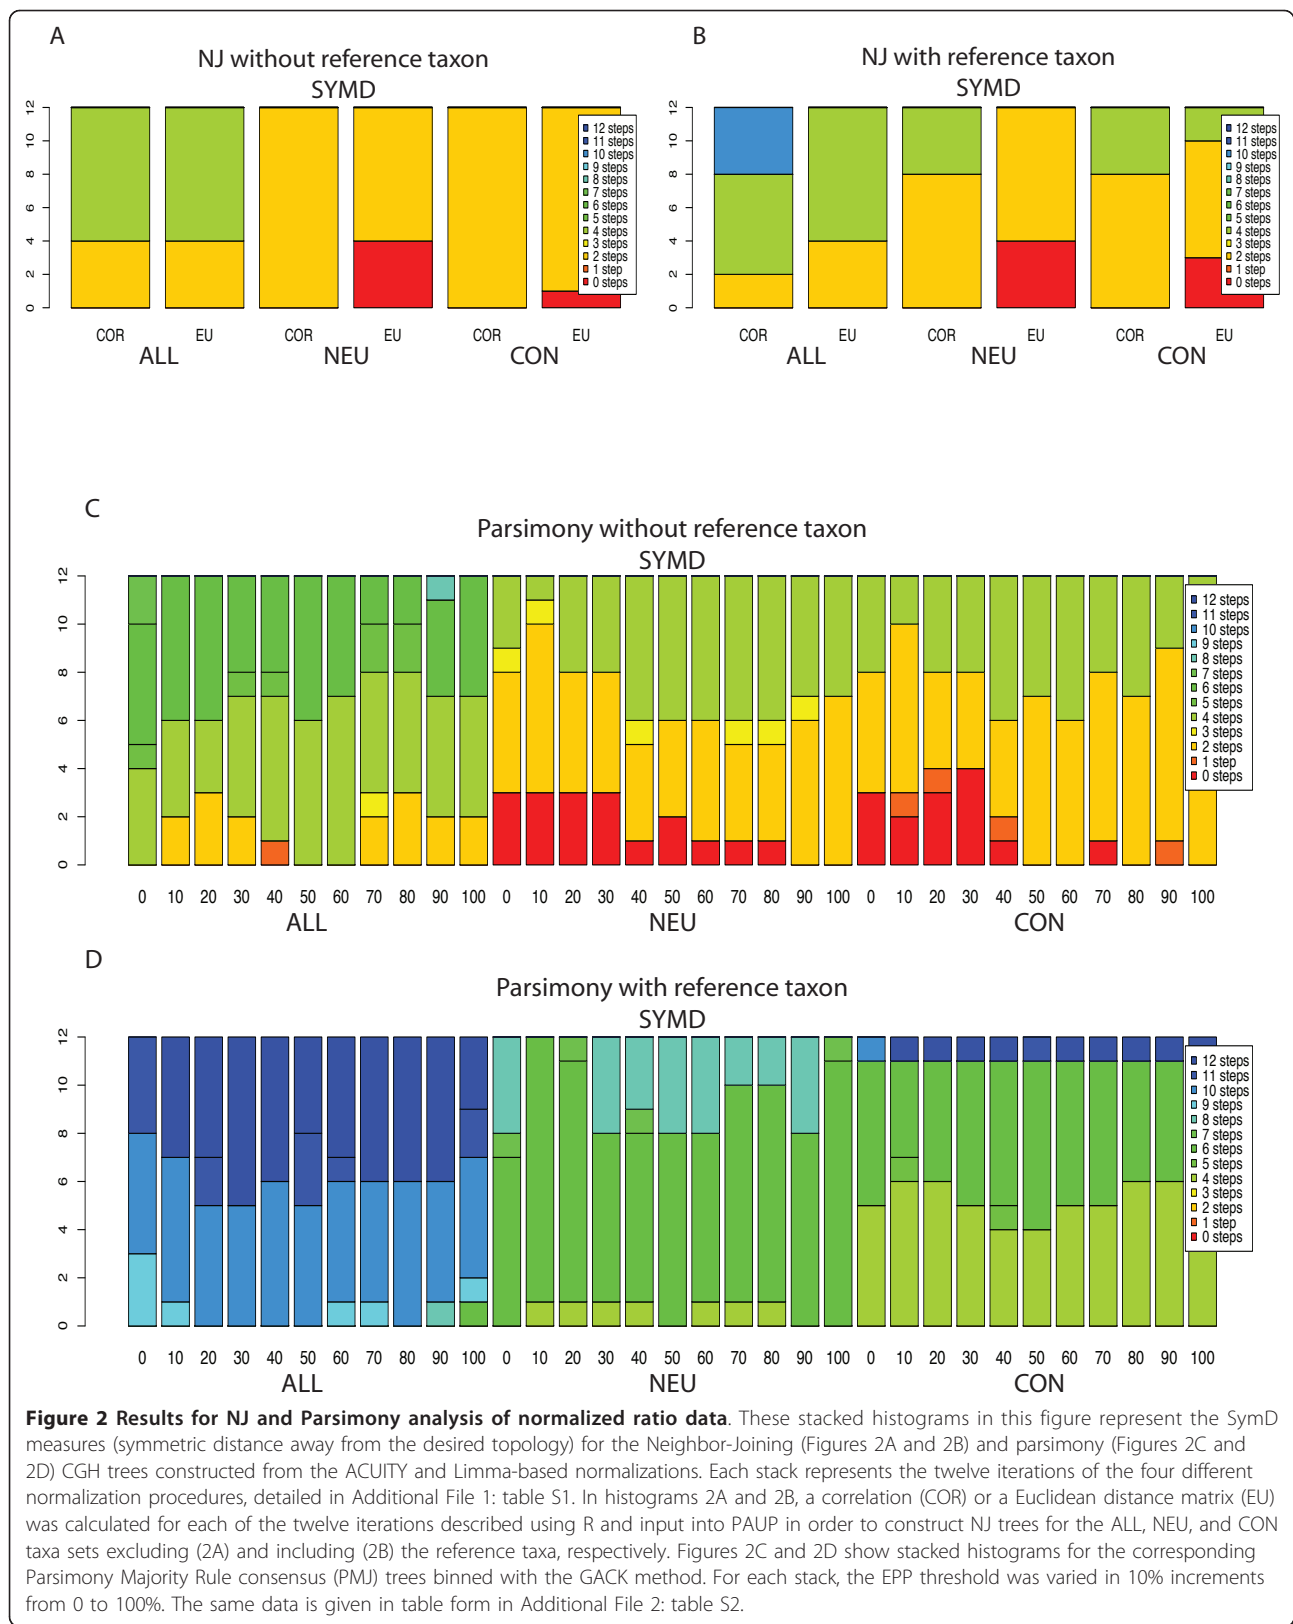 A
NJ without reference taxon
SYMD
0 2 4 6 8 10 12
12 steps
11 steps
10 steps
9 steps
8 steps
7 steps
6 steps
5 steps
4 steps
3 steps
2 steps
1 step
0 steps
COR EU COR EU COR EU
ALL NEU CON
B
NJ with reference taxon
SYMD
0 2 4 6 8 10 12
12 steps
11 steps
10 steps
9 steps
8 steps
7 steps
6 steps
5 steps
4 steps
3 steps
2 steps
1 step
0 steps
COR EU COR EU COR EU
ALL NEU CON
C
Parsimony without reference taxon
SYMD
0 2 4 6 8 10 12
12 steps
11 steps
10 steps
9 steps
8 steps
7 steps
6 steps
5 steps
4 steps
3 steps
2 steps
1 step
0 steps
0 10 20 30 40 50 60 70 80 90 100 0 10 20 30 40 50 60 70 80 90 100 0 10 20 30 40 50 60 70 80 90 100
ALL NEU CON
D
Parsimony with reference taxon
SYMD
0 2 4 6 8 10 12
12 steps
11 steps
10 steps
9 steps
8 steps
7 steps
6 steps
5 steps
4 steps
3 steps
2 steps
1 step
0 steps
0 10 20 30 40 50 60 70 80 90 100 0 10 20 30 40 50 60 70 80 90 100 0 10 20 30 40 50 60 70 80 90 100
ALL NEU CON
Figure 2 Results for NJ and Parsimony analysis of normalized ratio data. These stacked histograms in this figure represent the SymD
measures (symmetric distance away from the desired topology) for the Neighbor-Joining (Figures 2A and 2B) and parsimony (Figures 2C and
2D) CGH trees constructed from the ACUITY and Limma-based normalizations. Each stack represents the twelve iterations of the four different
normalization procedures, detailed in Additional File 1: table S1. In histograms 2A and 2B, a correlation (COR) or a Euclidean distance matrix (EU)
was calculated for each of the twelve iterations described using R and input into PAUP in order to construct NJ trees for the ALL, NEU, and CON
taxa sets excluding (2A) and including (2B) the reference taxa, respectively. Figures 2C and 2D show stacked histograms for the corresponding
Parsimony Majority Rule consensus (PMJ) trees binned with the GACK method. For each stack, the EPP threshold was varied in 10% increments
from 0 to 100%. The same data is given in table form in Additional File 2: table S2.